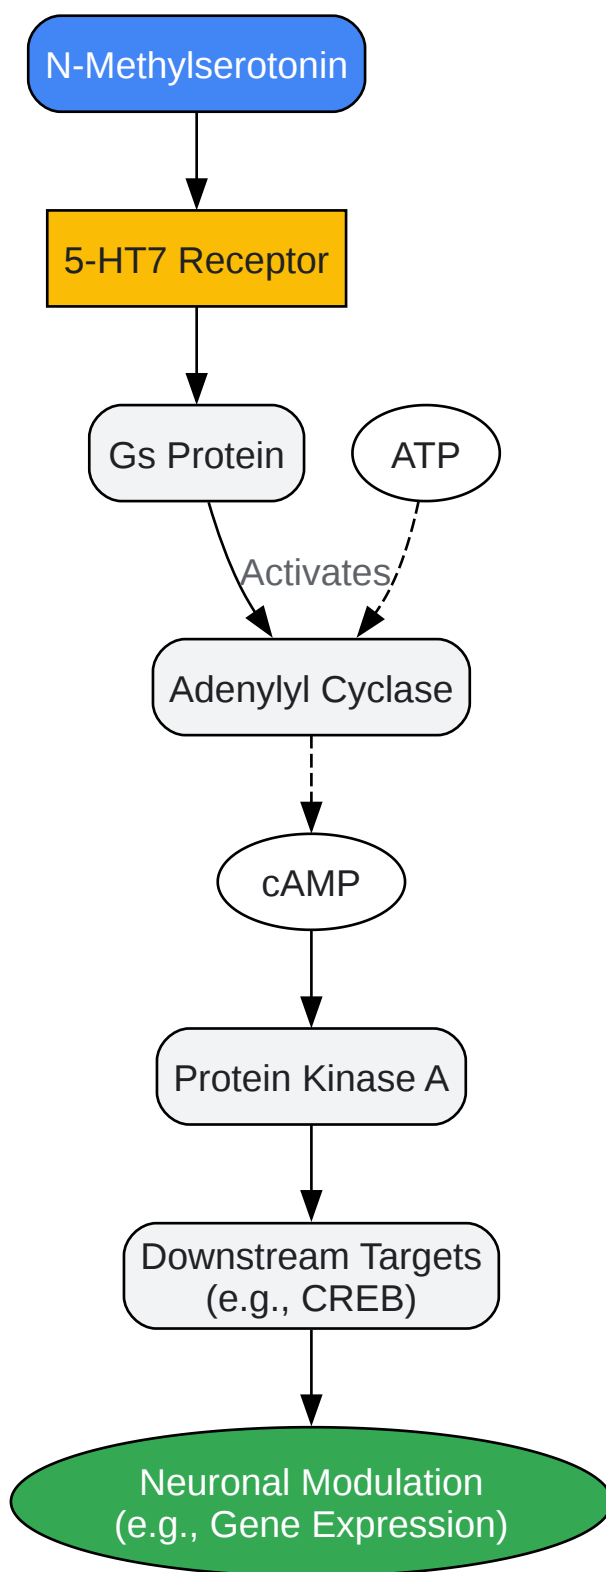 N-Methylserotonin
5-HT7 Receptor
Gs Protein
ATP
Activates
Adenylyl Cyclase
cAMP
Protein Kinase A
Downstream Targets
(e.g., CREB)
Neuronal Modulation
(e.g., Gene Expression)